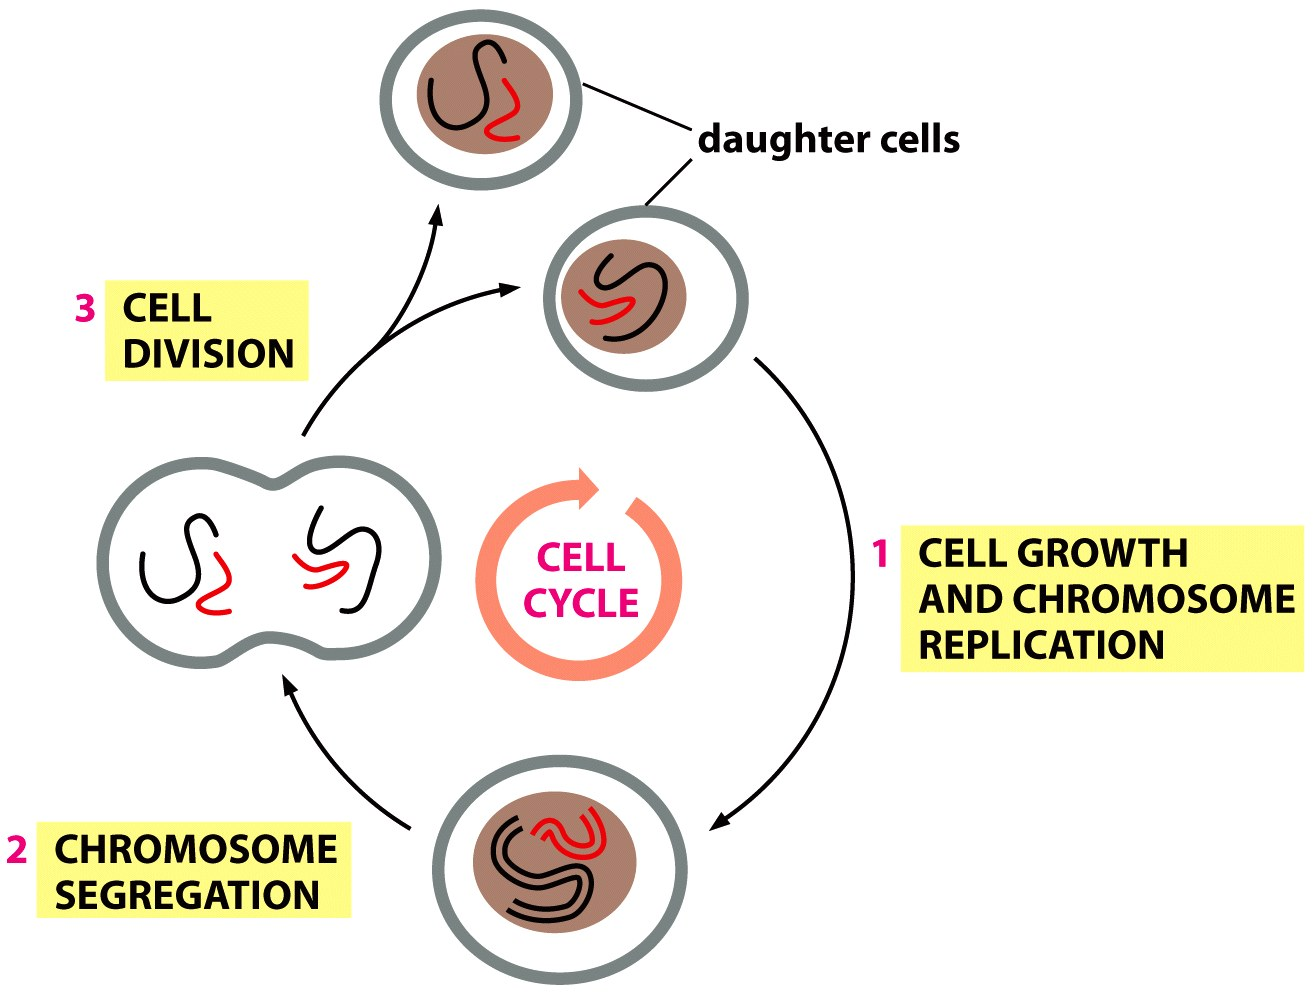 daughter cells
3 CELL
DIVISION
CELL
CYCLE
1 CELL GROWTH
AND CHROMOSOME
REPLICATION
2 CHROMOSOME
SEGREGATION